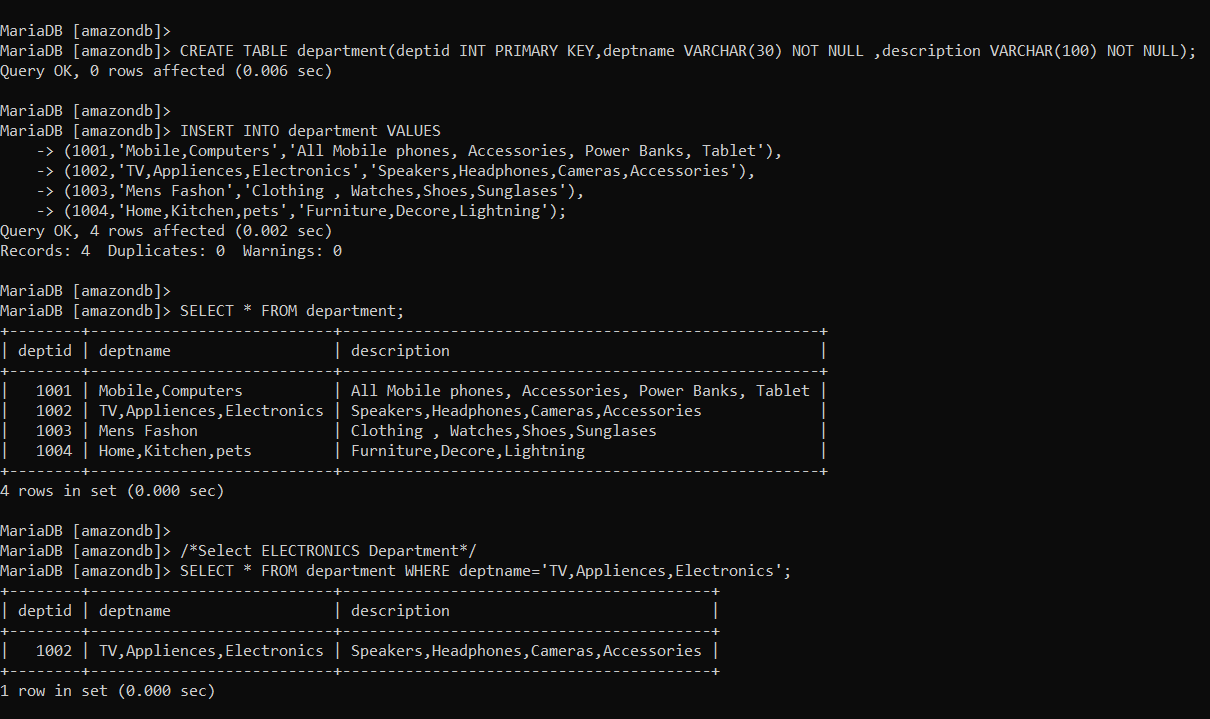 MariaDB [amazondb]>
MariaDB [amazondb]> CREATE TABLE department(deptid INT PRIMARY KEY,deptname VARCHAR(30) NOT NULL ,description VARCHAR(100) NOT NULL);
Query OK, 0 rows affected (0.006 sec)

MariaDB [amazondb]>
MariaDB [amazondb]> INSERT INTO department VALUES
    -> (1001,'Mobile,Computers','All Mobile phones, Accessories, Power Banks, Tablet'),
    -> (1002,'TV,Appliances,Electronics','Speakers,Headphones,Cameras,Accessories'),
    -> (1003,'Mens Fashon','Clothing , Watches,Shoes,Sunglases'),
    -> (1004,'Home,Kitchen,pets','Furniture,Decore,Lightning');
Query OK, 4 rows affected (0.002 sec)
Records: 4  Duplicates: 0  Warnings: 0

MariaDB [amazondb]>
MariaDB [amazondb]> SELECT * FROM department;
+--------+---------------------------+-----------------------------------------------------+
| deptid | deptname                  | description                                         |
+--------+---------------------------+-----------------------------------------------------+
|   1001 | Mobile,Computers          | All Mobile phones, Accessories, Power Banks, Tablet |
|   1002 | TV,Appliances,Electronics | Speakers,Headphones,Cameras,Accessories             |
|   1003 | Mens Fashon               | Clothing , Watches,Shoes,Sunglases                  |
|   1004 | Home,Kitchen,pets         | Furniture,Decore,Lightning                          |
+--------+---------------------------+-----------------------------------------------------+
4 rows in set (0.000 sec)

MariaDB [amazondb]>
MariaDB [amazondb]> /*Select ELECTRONICS Department*/
MariaDB [amazondb]> SELECT * FROM department WHERE deptname='TV,Appliances,Electronics';
+--------+---------------------------+-----------------------------------------+
| deptid | deptname                  | description                             |
+--------+---------------------------+-----------------------------------------+
|   1002 | TV,Appliances,Electronics | Speakers,Headphones,Cameras,Accessories |
+--------+---------------------------+-----------------------------------------+
1 row in set (0.000 sec)